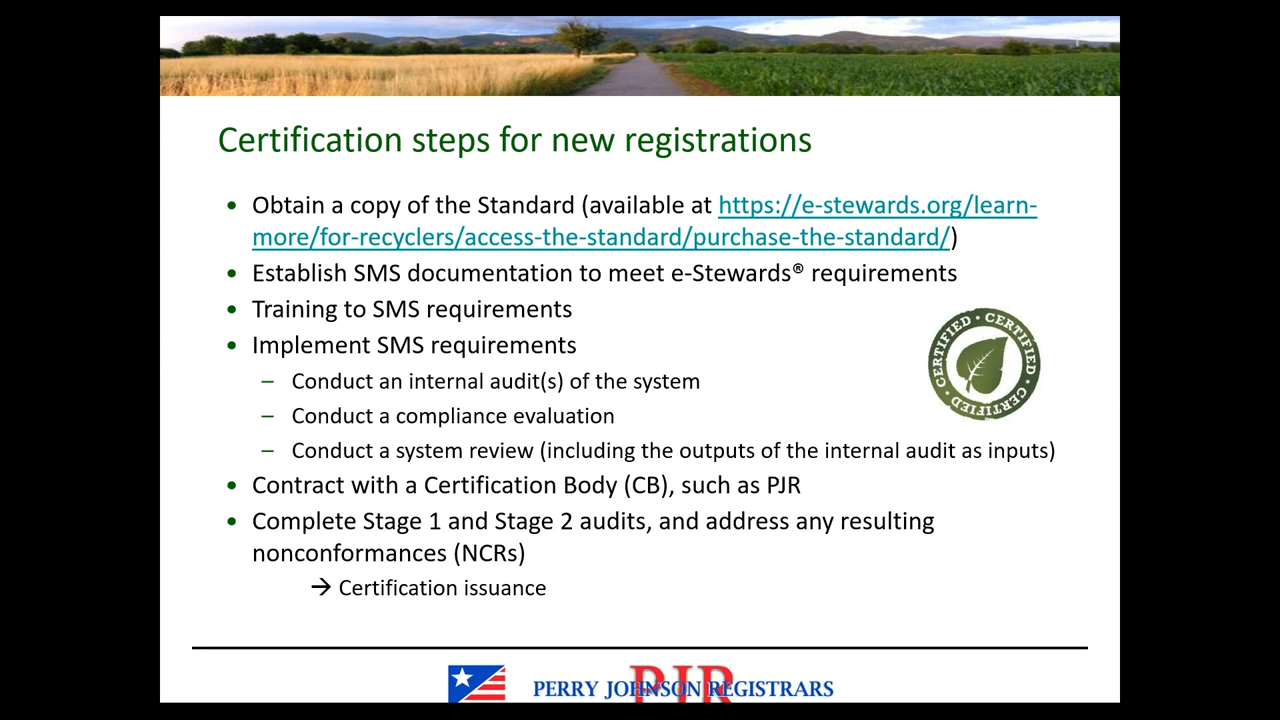 Certification steps for new registrations
• Obtain a copy of the Standard (available at https://e-stewards.org/learn-
more/for-recyclers/access-the-standard/purchase-the-standard/)
• Establish SMS documentation to meet e-Stewards® requirements
• Training to SMS requirements
• Implement SMS requirements
– Conduct an internal audit(s) of the system
– Conduct a compliance evaluation
– Conduct a system review (including the outputs of the internal audit as inputs)
• Contract with a Certification Body (CB), such as PJR
• Complete Stage 1 and Stage 2 audits, and address any resulting
nonconformances (NCRs)
→ Certification issuance
CERTIFIED • CERTIFIED • CERTIFIED • CERTIFIED •
PJR
PERRY JOHNSON REGISTRARS